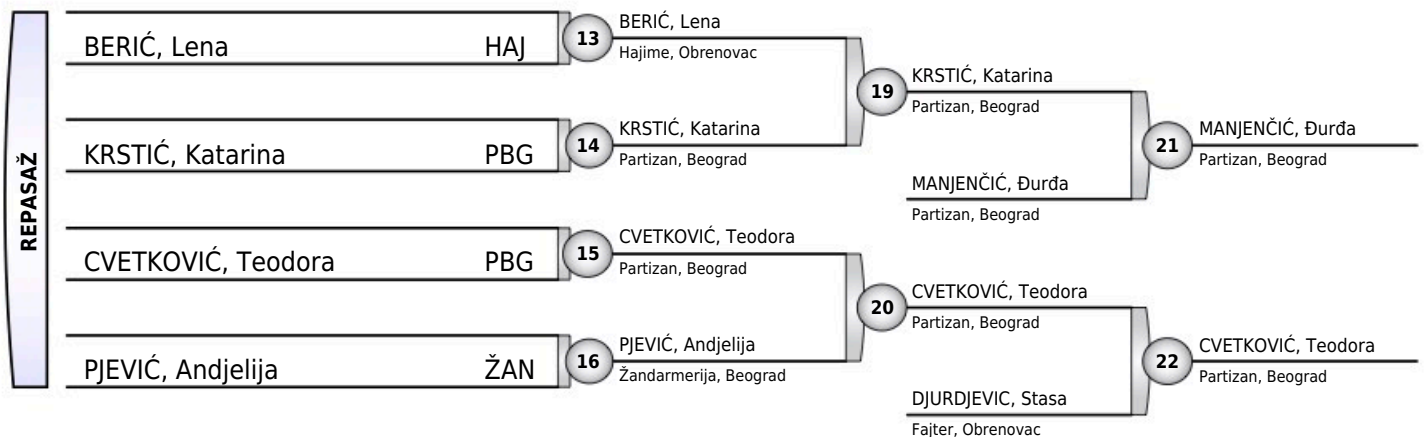 REPASAŽ
BERIĆ, Lena HAJ
KRSTIĆ, Katarina PBG
CVETKOVIĆ, Teodora PBG
PJEVIĆ, Andjelija ŽAN
13
BERIĆ, Lena
Hajime, Obrenovac
14
KRSTIĆ, Katarina
Partizan, Beograd
15
CVETKOVIĆ, Teodora
Partizan, Beograd
16
PJEVIĆ, Andjelija
Žandarmerija, Beograd
19
KRSTIĆ, Katarina
Partizan, Beograd
MANJENČIĆ, Đurđa
Partizan, Beograd
20
CVETKOVIĆ, Teodora
Partizan, Beograd
DJURDJEVIC, Stasa
Fajter, Obrenovac
21
MANJENČIĆ, Đurđa
Partizan, Beograd
22
CVETKOVIĆ, Teodora
Partizan, Beograd